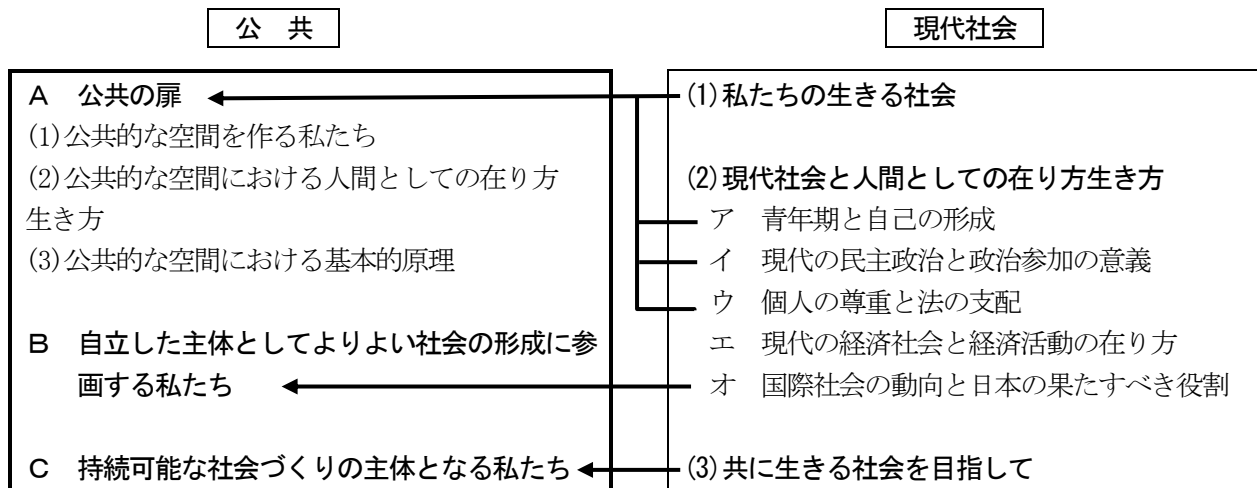 公 共
現代社会
A 公共の扉
(1)公共的な空間を作る私たち
(2)公共的な空間における人間としての在り方
生き方
(3)公共的な空間における基本的原理
B 自立した主体としてよりよい社会の形成に参
画する私たち
C 持続可能な社会づくりの主体となる私たち
(1)私たちの生きる社会
(2)現代社会と人間としての在り方生き方
ア 青年期と自己の形成
イ 現代の民主政治と政治参加の意義
ウ 個人の尊重と法の支配
エ 現代の経済社会と経済活動の在り方
オ 国際社会の動向と日本の果たすべき役割
(3)共に生きる社会を目指して